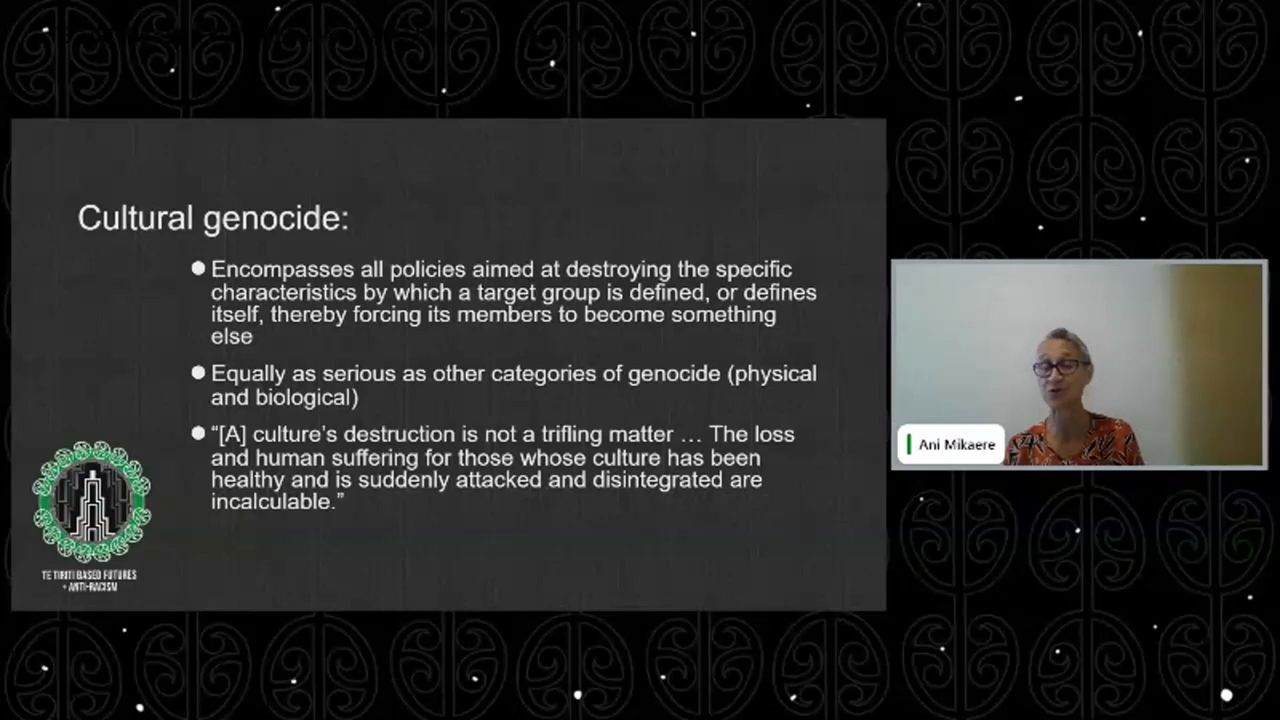 Cultural genocide:
Encompasses all policies aimed at destroying the specific
characteristics by which a target group is defined, or defines
itself, thereby forcing its members to become something
else
Equally as serious as other categories of genocide (physical
and biological)
“[A] culture’s destruction is not a trifling matter … The loss
and human suffering for those whose culture has been
healthy and is suddenly attacked and disintegrated are
incalculable.”
TE TIRITI BASED FUTURES
+ ANTI-RACISM
Ani Mikaere